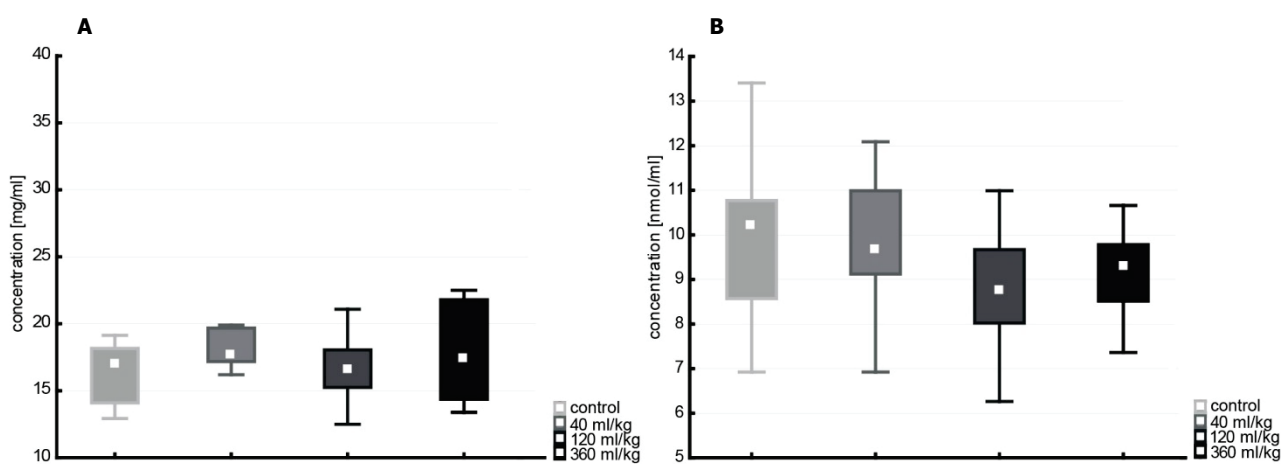 A
concentration [mg/ml]
40
35
30
25
20
15
10
control
40 ml/kg
120 ml/kg
360 ml/kg
B
concentration [nmol/ml]
14
13
12
11
10
9
8
7
6
5
control
40 ml/kg
120 ml/kg
360 ml/kg